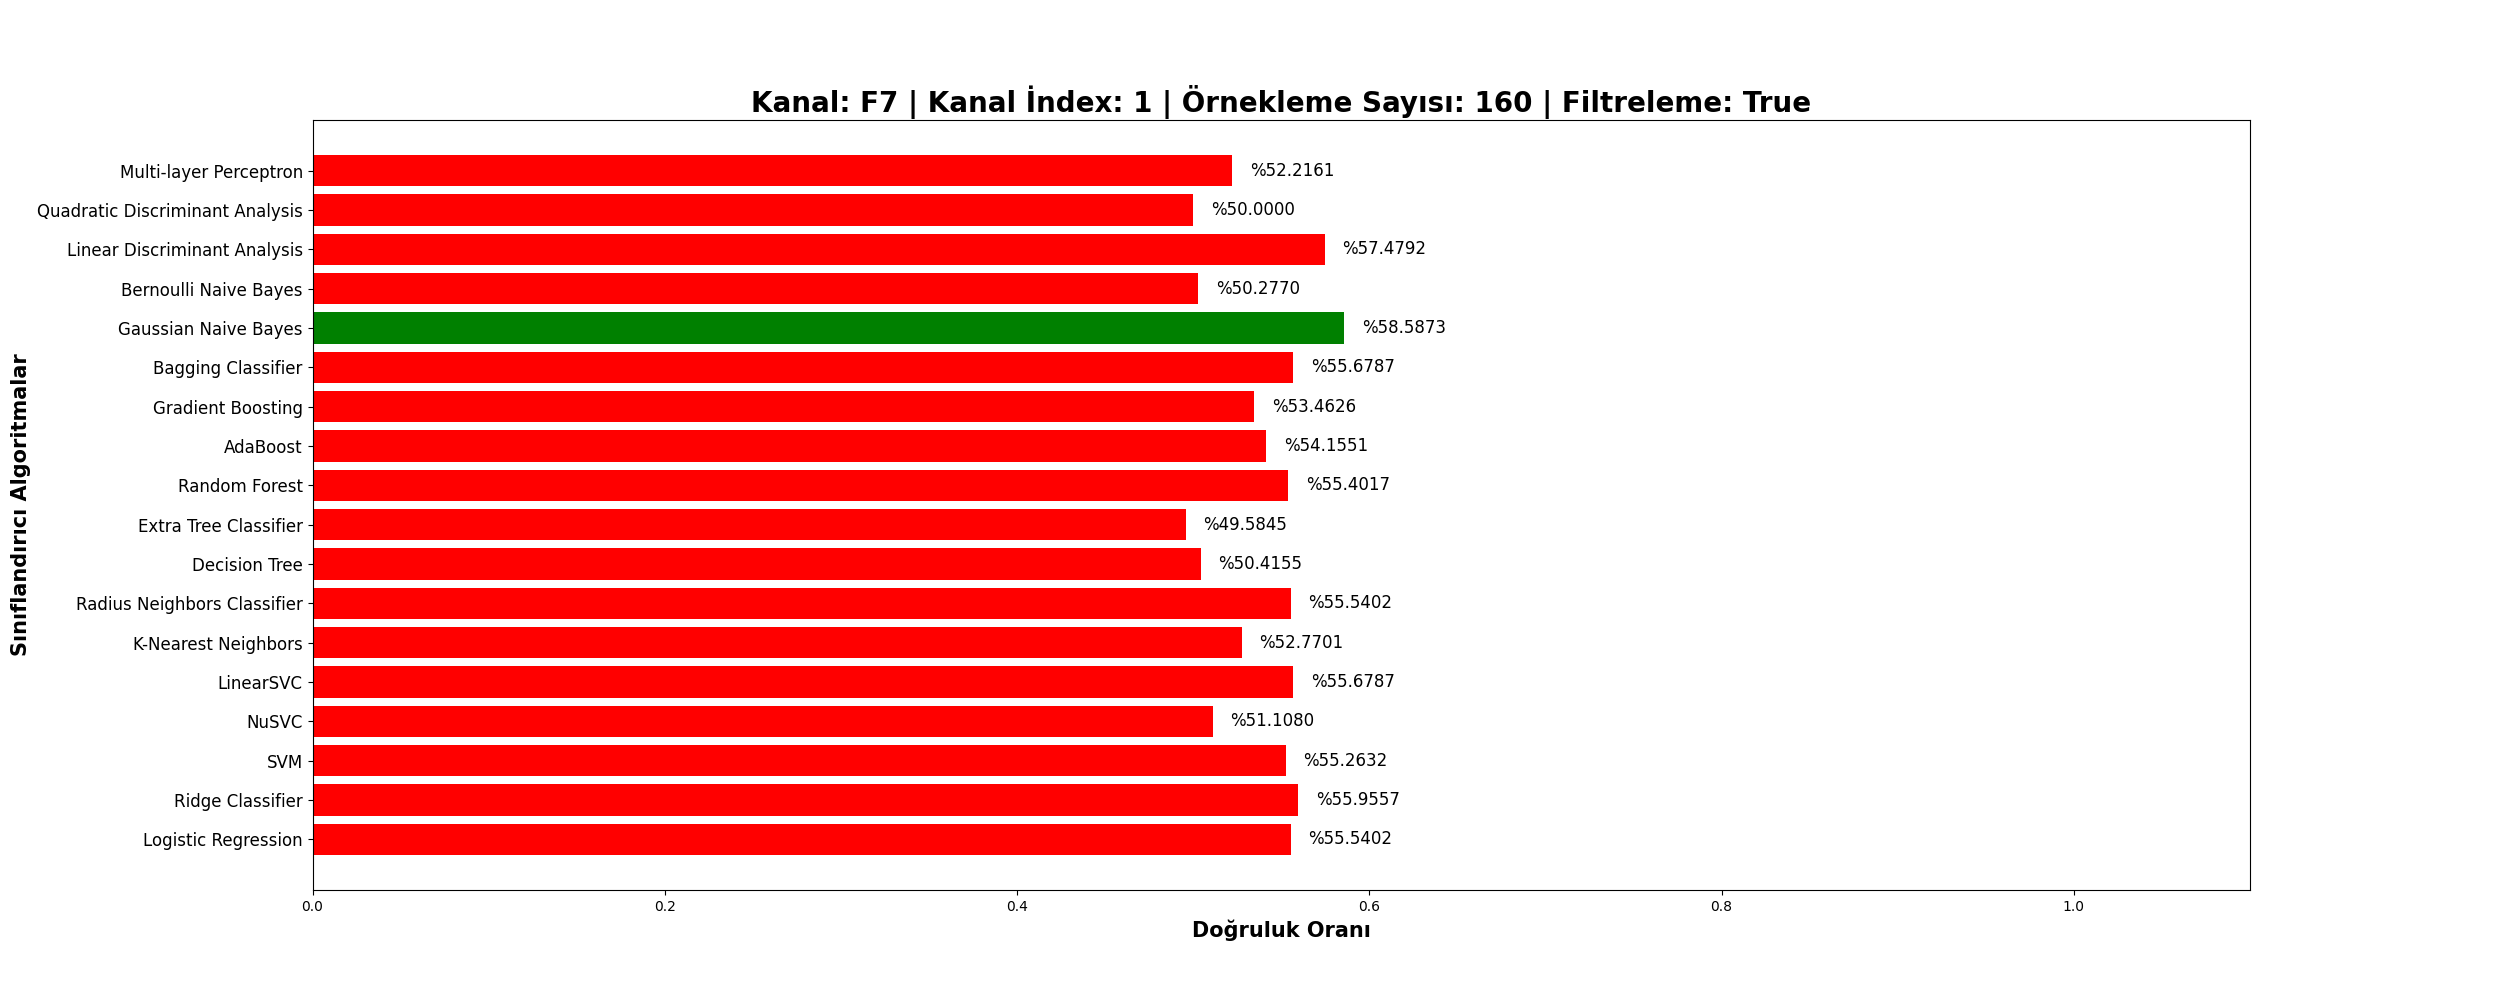 Kanal: F7 | Kanal İndex: 1 | Örnekleme Sayısı: 160 | Filtreleme: True
Sınıflandırıcı Algoritmalar
Multi-layer Perceptron %52.2161
Quadratic Discriminant Analysis %50.0000
Linear Discriminant Analysis %57.4792
Bernoulli Naive Bayes %50.2770
Gaussian Naive Bayes %58.5873
Bagging Classifier %55.6787
Gradient Boosting %53.4626
AdaBoost %54.1551
Random Forest %55.4017
Extra Tree Classifier %49.5845
Decision Tree %50.4155
Radius Neighbors Classifier %55.5402
K-Nearest Neighbors %52.7701
LinearSVC %55.6787
NuSVC %51.1080
SVM %55.2632
Ridge Classifier %55.9557
Logistic Regression %55.5402
0.0 0.2 0.4 0.6 0.8 1.0
Doğruluk Oranı